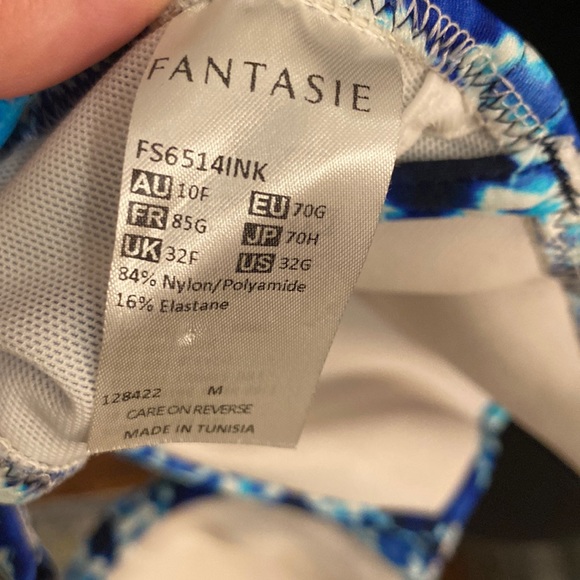 FANTASIE
FS6514INK
AU 10F EU 70G
FR 85G JP 70H
UK 32F US 32G
84% Nylon/Polyamide
16% Elastane
128422 M
CARE ON REVERSE
MADE IN TUNISIA